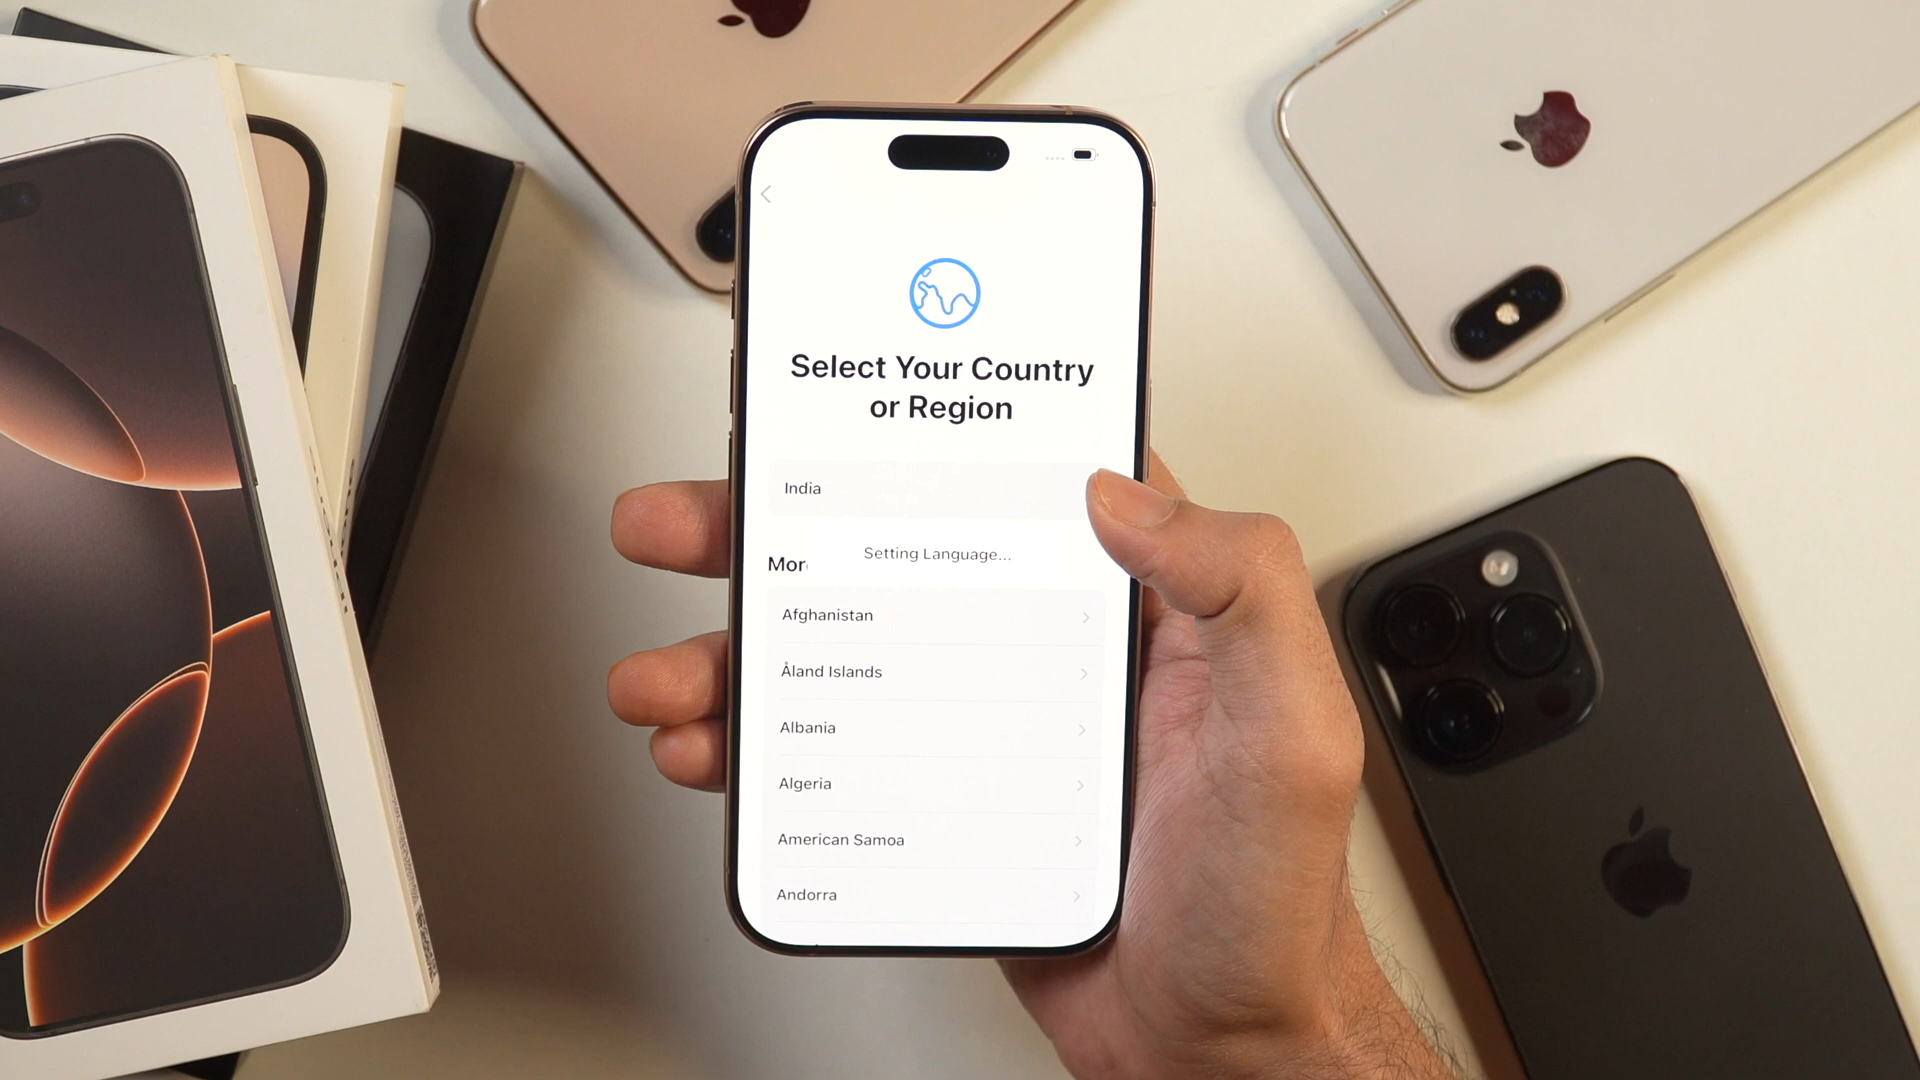 Select Your Country
or Region
India
Setting Language...
Mor
Afghanistan
Åland Islands
Albania
Algeria
American Samoa
Andorra